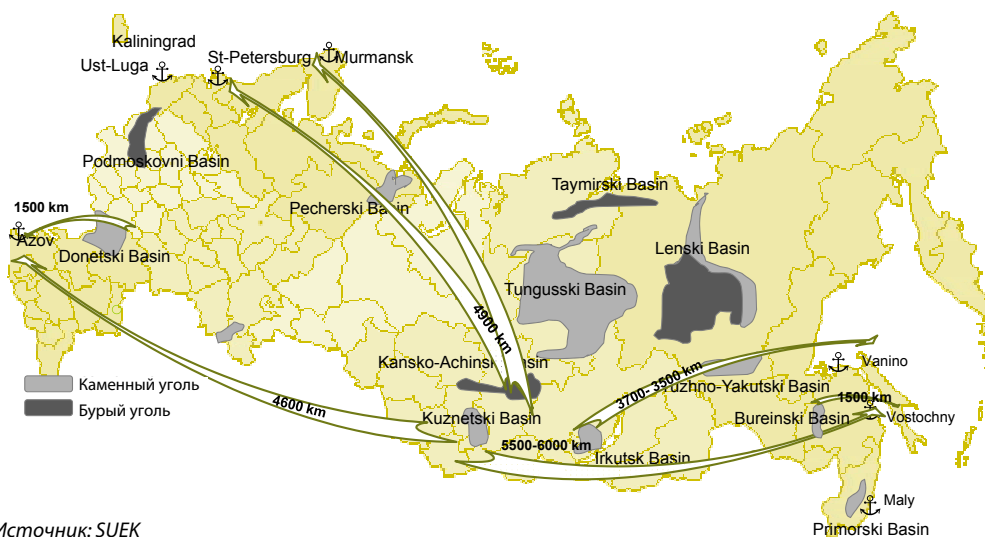 Kaliningrad
Ust-Luga
St-Petersburg
Murmansk
Podmoskovni Basin
Pecherski Basin
Taymirski Basin
1500 km
Azov
Donetski Basin
Lenski Basin
Tungusski Basin
4900 km
Kansko-Achinski Basin
3700- 3500 km
Vanino
Yuzhno-Yakutski Basin
1500 km
Каменный уголь
Бурый уголь
4600 km
Kuznetski Basin
Bureinski Basin
Vostochny
5500-6000 km
Irkutsk Basin
Maly
Primorski Basin
Источник: SUEK